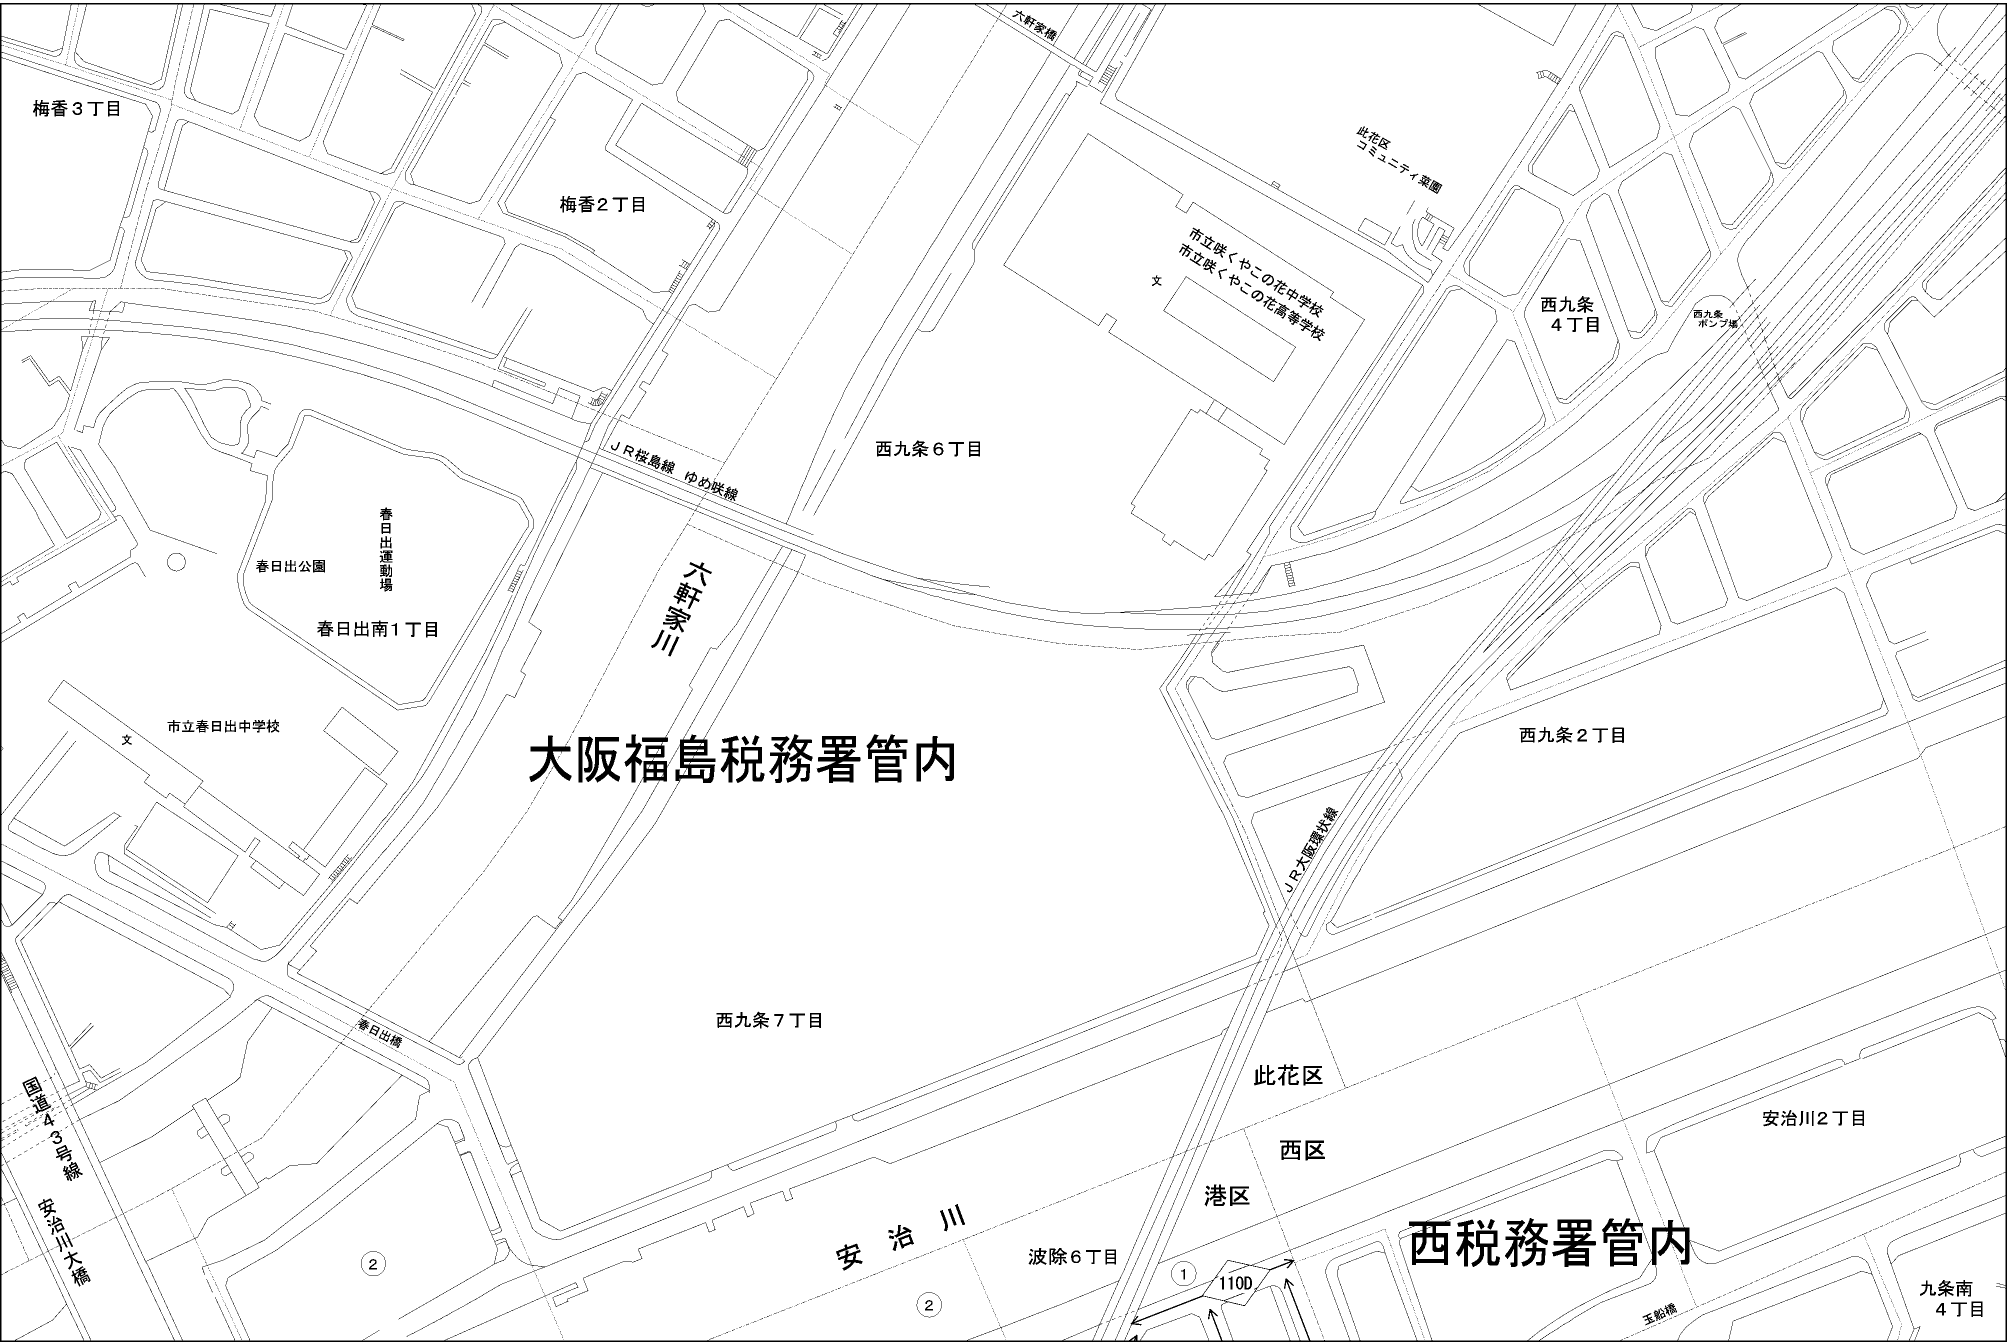 六軒家橋
梅香３丁目
此花区
コミュニティ菜園
梅香２丁目
市立咲くやこの花中学校
市立咲くやこの花高等学校
文
西九条
４丁目
西九条
ポンプ場
西九条６丁目
ＪＲ桜島線 ゆめ咲線
春日出運動場
春日出公園
六軒家川
春日出南１丁目
市立春日出中学校
文
西九条２丁目
大阪福島税務署管内
ＪＲ大阪環状線
西九条７丁目
春日出橋
此花区
国道４３号線
安治川２丁目
西区
港区
安治川大橋
安治川
西税務署管内
波除６丁目
②
①
110D
②
九条南
４丁目
玉船橋